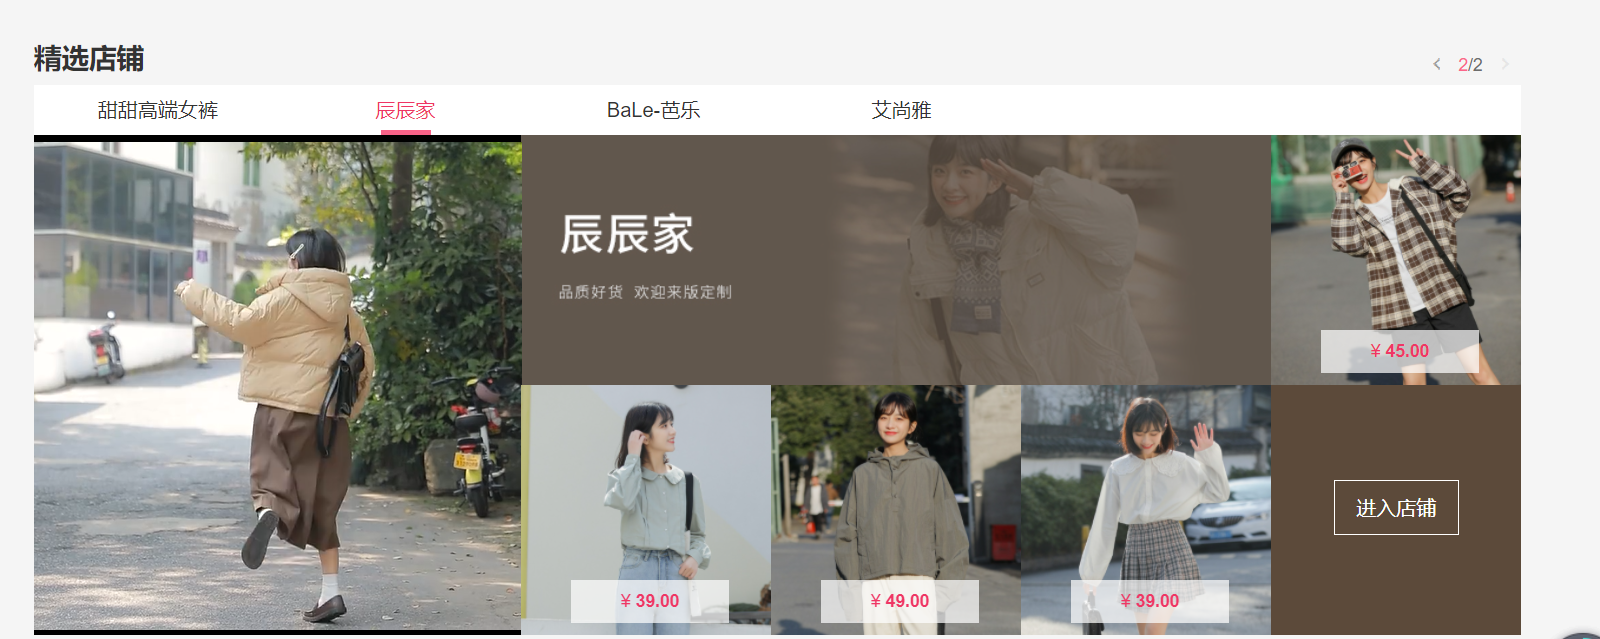 精选店铺
2/2
甜甜高端女裤
辰辰家
BaLe-芭乐
艾尚雅
辰辰家
品质好货 欢迎来版定制
¥ 45.00
¥ 39.00
¥ 49.00
¥ 39.00
进入店铺